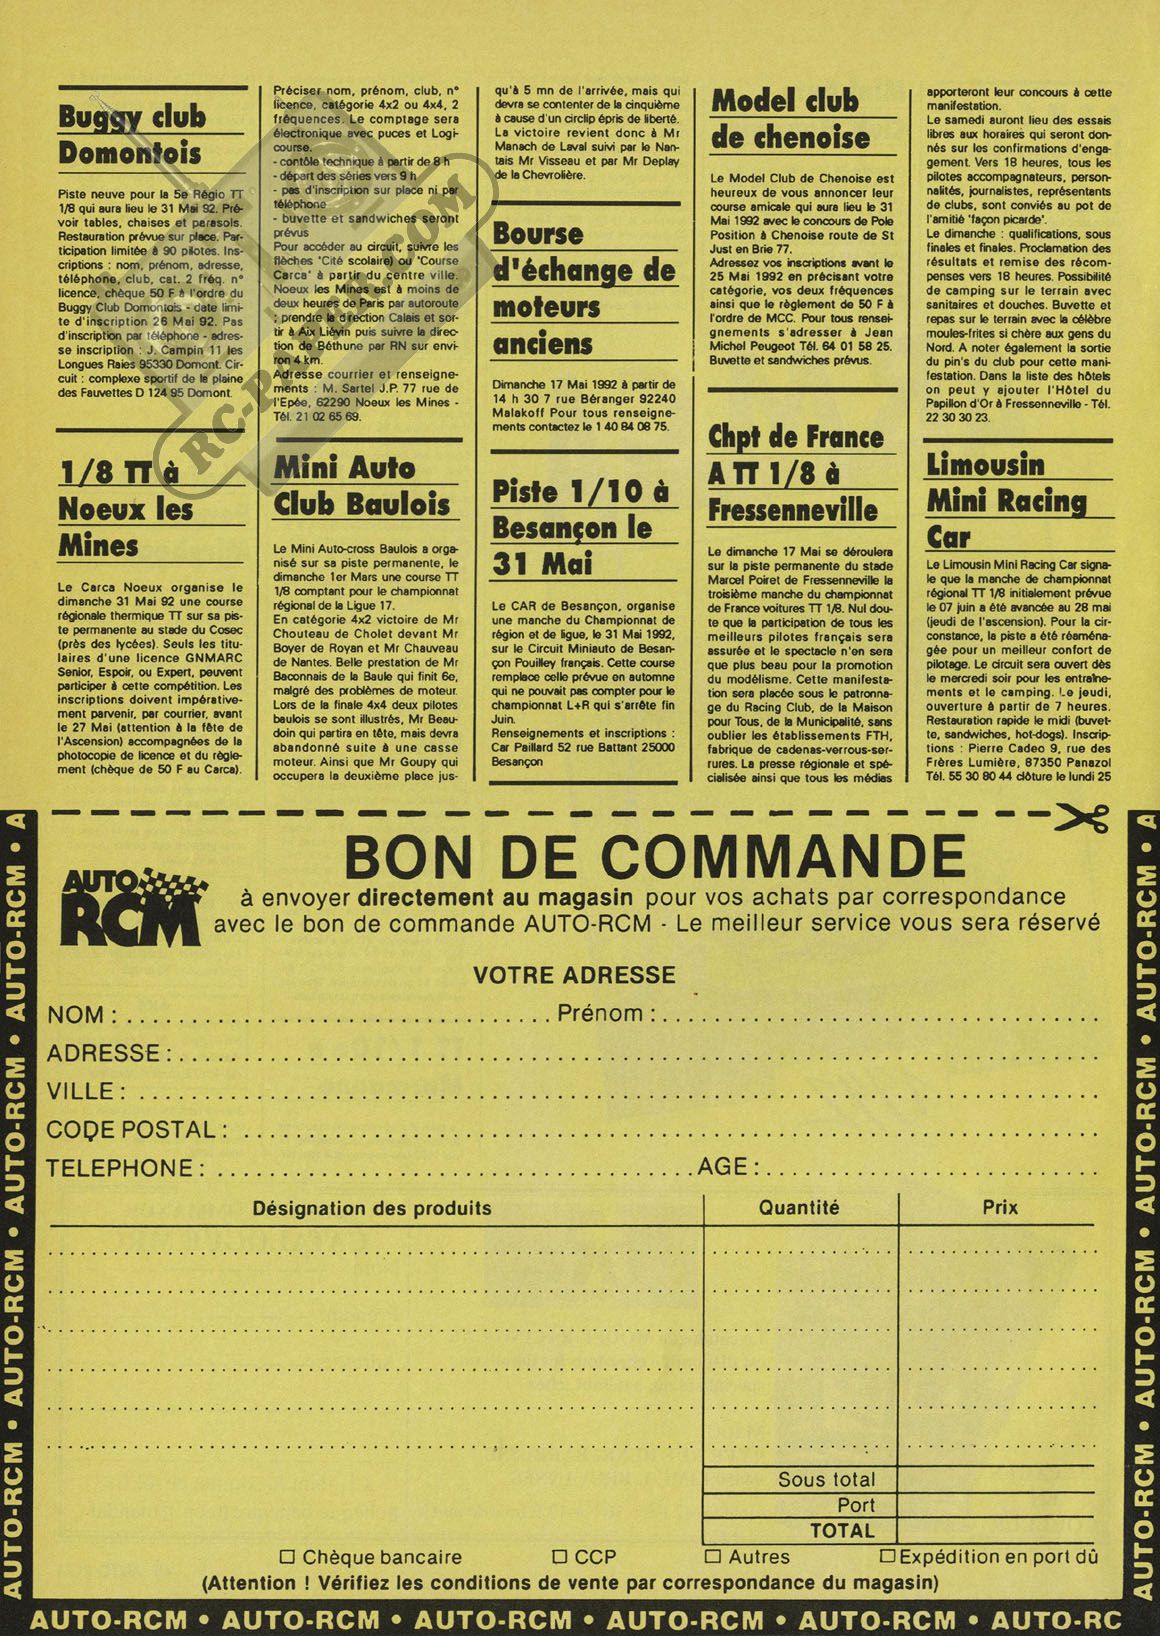 Buggy club
Domontois
Piste neuve pour la 5e Régio TT
1/8 qui aura lieu le 31 Mai 92. Pré-
voir tables, chaises et parasols.
Restauration prévue sur place. Par-
ticipation limitée à 90 pilotes. Ins-
criptions : nom, prénom, adresse,
téléphone, club, cat. 2 fréq. n°
licence, chèque 50 F à l'ordre du
Buggy Club Domontois - date limi-
te d'inscription 26 Mai 92. Pas
d'inscription par téléphone - adres-
se inscription : J. Campin 11 les
Longues Raies 95330 Domont. Cir-
cuit : complexe sportif de la plaine
des Fauvettes D 124 95 Domont.
1/8 TT à
Noeux les
Mines
Le Carca Noeux organise le
dimanche 31 Mai 92 une course
régionale thermique TT sur sa pis-
te permanente au stade du Cosec
(près des lycées). Seuls les titu-
laires d'une licence GNMARC
Senior, Espoir, ou Expert, peuvent
participer à cette compétition. Les
inscriptions doivent impérative-
ment parvenir, par courrier, avant
le 27 Mai (attention à la fête de
l'Ascension) accompagnées de la
photocopie de licence et du règle-
ment (chèque de 50 F au Carca).
Préciser nom, prénom, club, n°
licence, catégorie 4x2 ou 4x4, 2
fréquences. Le comptage sera
électronique avec puces et Logi-
course.
- contôle technique à partir de 8 h
- départ des séries vers 9 h
- pas d'inscription sur place ni par
téléphone
- buvette et sandwiches seront
prévus
Pour accéder au circuit, suivre les
flèches "Cité scolaire) ou "Course
Carca" à partir du centre ville.
Noeux les Mines est à moins de
deux heures de Paris par autoroute
; prendre la direction Calais et sor-
tir à Aix Liévin puis suivre la direc-
tion de Béthune par RN sur envi-
ron 4 km.
Adresse courrier et renseigne-
ments : M. Sartel J.P. 77 rue de
l'Epée, 62290 Noeux les Mines -
Tél. 21 02 65 69.
Mini Auto
Club Baulois
Le Mini Auto-cross Baulois a orga-
nisé sur sa piste permanente, le
dimanche 1er Mars une course TT
1/8 comptant pour le championnat
régional de la Ligue 17.
En catégorie 4x2 victoire de Mr
Chouteau de Cholet devant Mr
Boyer de Royan et Mr Chauveau
de Nantes. Belle prestation de Mr
Baconnais de la Baule qui finit 6e,
malgré des problèmes de moteur.
Lors de la finale 4x4 deux pilotes
baulois se sont illustrés, Mr Beau-
doin qui partira en tête, mais devra
abandonné suite à une casse
moteur. Ainsi que Mr Goupy qui
occupera la deuxième place jus-
qu'à 5 mn de l'arrivée, mais qui
devra se contenter de la cinquième
à cause d'un circlip épris de liberté.
La victoire revient donc à Mr
Manach de Laval suivi par le Nan-
tais Mr Visseau et par Mr Deplay
de la Chevrolière.
Bourse
d'échange de
moteurs
anciens
Dimanche 17 Mai 1992 à partir de
14 h 30 7 rue Béranger 92240
Malakoff Pour tous renseigne-
ments contactez le 1 40 84 08 75.
Piste 1/10 à
Besançon le
31 Mai
Le CAR de Besançon, organise
une manche du Championnat de
région et de ligue, le 31 Mai 1992,
sur le Circuit Miniauto de Besan-
çon Pouilley français. Cette course
remplace celle prévue en automne
qui ne pouvait pas compter pour le
championnat L+R qui s'arrête fin
Juin.
Renseignements et inscriptions :
Car Paillard 52 rue Battant 25000
Besançon
Model club
de chenoise
Le Model Club de Chenoise est
heureux de vous annoncer leur
course amicale qui aura lieu le 31
Mai 1992 avec le concours de Pole
Position à Chenoise route de St
Just en Brie 77.
Adressez vos inscriptions avant le
25 Mai 1992 en précisant votre
catégorie, vos deux fréquences
ainsi que le règlement de 50 F à
l'ordre de MCC. Pour tous rensei-
gnements s'adresser à Jean
Michel Peugeot Tél. 64 01 58 25.
Buvette et sandwiches prévus.
Chpt de France
A TT 1/8 à
Fressenneville
Le dimanche 17 Mai se déroulera
sur la piste permanente du stade
Marcel Poiret de Fressenneville la
troisième manche du championnat
de France voitures TT 1/8. Nul dou-
te que la participation de tous les
meilleurs pilotes français sera
assurée et le spectacle n'en sera
que plus beau pour la promotion
du modélisme. Cette manifesta-
tion sera placée sous le patronna-
ge du Racing Club, de la Maison
pour Tous, de la Municipalité, sans
oublier les établissements FTH,
fabrique de cadenas-verrous-ser-
rures. La presse régionale et spé-
cialisée ainsi que tous les médias
apporteront leur concours à cette
manifestation.
Le samedi auront lieu des essais
libres aux horaires qui seront don-
nés sur les confirmations d'enga-
gement. Vers 18 heures, tous les
pilotes accompagnateurs, person-
nalités, journalistes, représentants
de clubs, sont conviés au pot de
l'amitié "façon picarde".
Le dimanche : qualifications, sous
finales et finales. Proclamation des
résultats et remise des récom-
penses vers 18 heures. Possibilité
de camping sur le terrain avec
sanitaires et douches. Buvette et
repas sur le terrain avec la célèbre
moules-frites si chère aux gens du
Nord. A noter également la sortie
du pin's du club pour cette mani-
festation. Dans la liste des hôtels
on peut y ajouter l'Hôtel du
Papillon d'Or à Fressenneville - Tél.
22 30 30 23.
Limousin
Mini Racing
Car
Le Limousin Mini Racing Car signa-
le que la manche de championnat
régional TT 1/8 initialement prévue
le 07 juin a été avancée au 28 mai
(jeudi de l'ascension). Pour la cir-
constance, la piste a été réaména-
gée pour un meilleur confort de
pilotage. Le circuit sera ouvert dès
le mercredi soir pour les entraîne-
ments et le camping. Le jeudi,
ouverture à partir de 7 heures.
Restauration rapide le midi (buvet-
te, sandwiches, hot-dogs). Inscrip-
tions : Pierre Cadeo 9, rue des
Frères Lumière, 87350 Panazol
Tél. 55 30 80 44 clôture le lundi 25
RC-PAPY.COM
AUTO
RCM
BON DE COMMANDE
à envoyer directement au magasin pour vos achats par correspondance
avec le bon de commande AUTO-RCM - Le meilleur service vous sera réservé
VOTRE ADRESSE
NOM : Prénom :
ADRESSE :
VILLE :
CODE POSTAL :
TELEPHONE : AGE :
Désignation des produits Quantité Prix
Sous total
Port
TOTAL
Chèque bancaire CCP Autres Expédition en port dû
(Attention ! Vérifiez les conditions de vente par correspondance du magasin)
AUTO-RCM • AUTO-RCM • AUTO-RCM • AUTO-RCM • AUTO-RCM • AUTO-RC
AUTO-RCM • AUTO-RCM • AUTO-RCM • AUTO-RCM • A
AUTO-RCM • AUTO-RCM • AUTO-RCM • AUTO-RCM • A